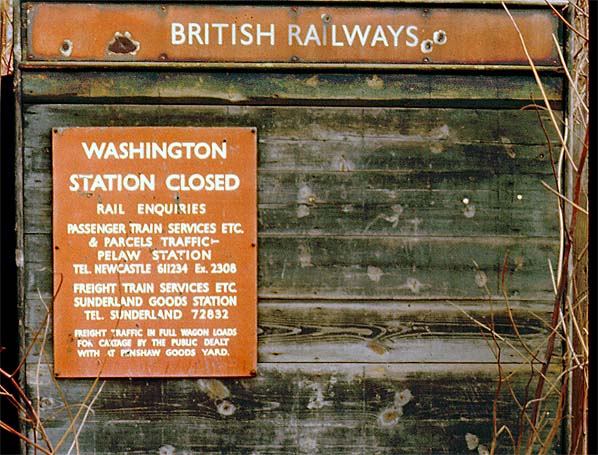 BRITISH RAILWAYS
WASHINGTON
STATION CLOSED
RAIL ENQUIRIES
PASSENGER TRAIN SERVICES ETC.
& PARCELS TRAFFIC:-
PELAW STATION
TEL. NEWCASTLE 611234 Ex. 2308
FREIGHT TRAIN SERVICES ETC.
SUNDERLAND GOODS STATION
TEL. SUNDERLAND 72832
FREIGHT TRAFFIC IN FULL WAGON LOADS
FOR CARTAGE BY THE PUBLIC DEALT
WITH AT PENSHAW GOODS YARD.